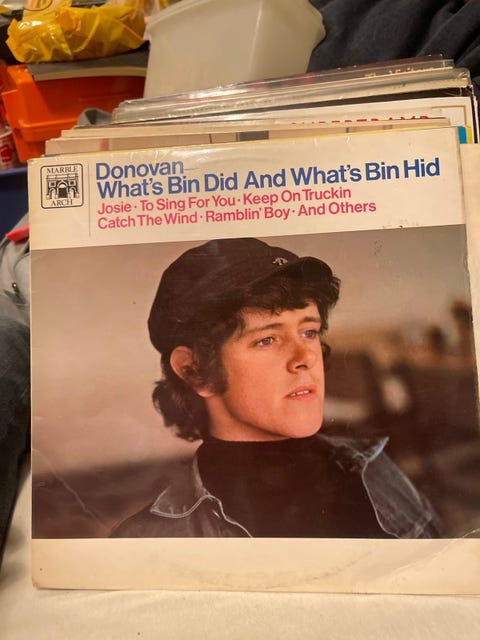 MARBLE
ARCH
Donovan
What's Bin Did And What's Bin Hid
Josie · To Sing For You · Keep On Truckin
Catch The Wind · Ramblin' Boy · And Others